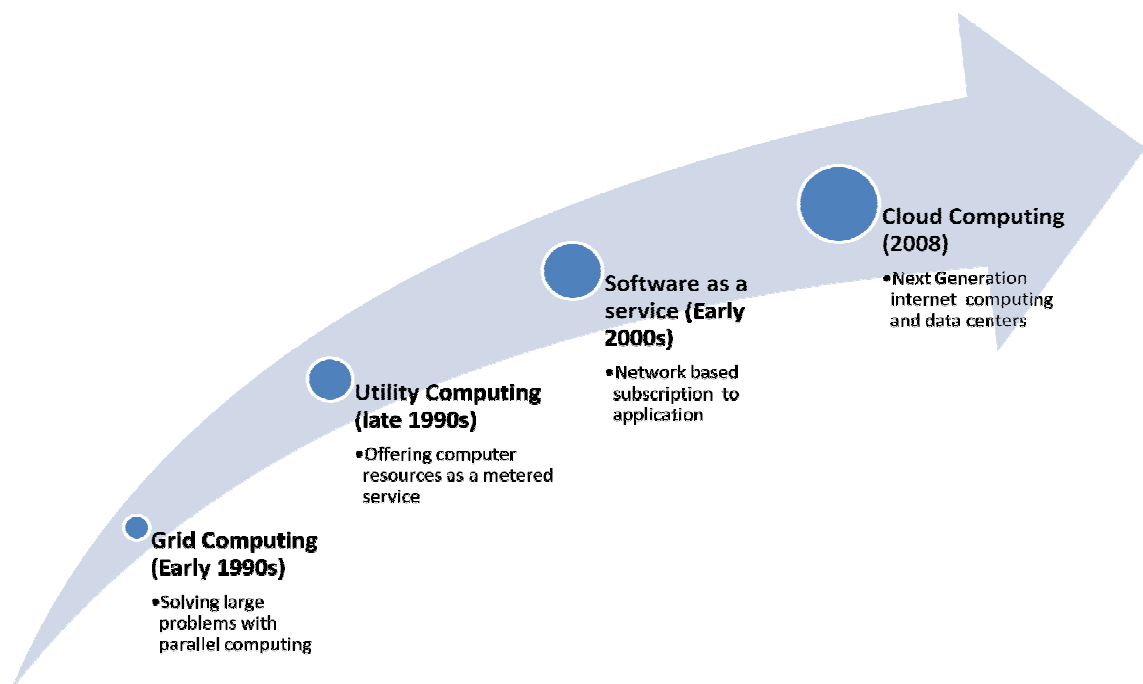 Cloud Computing
(2008)
•Next Generation
internet computing
and data centers
Software as a
service (Early
2000s)
•Network based
subscription to
application
Utility Computing
(late 1990s)
•Offering computer
resources as a metered
service
Grid Computing
(Early 1990s)
•Solving large
problems with
parallel computing